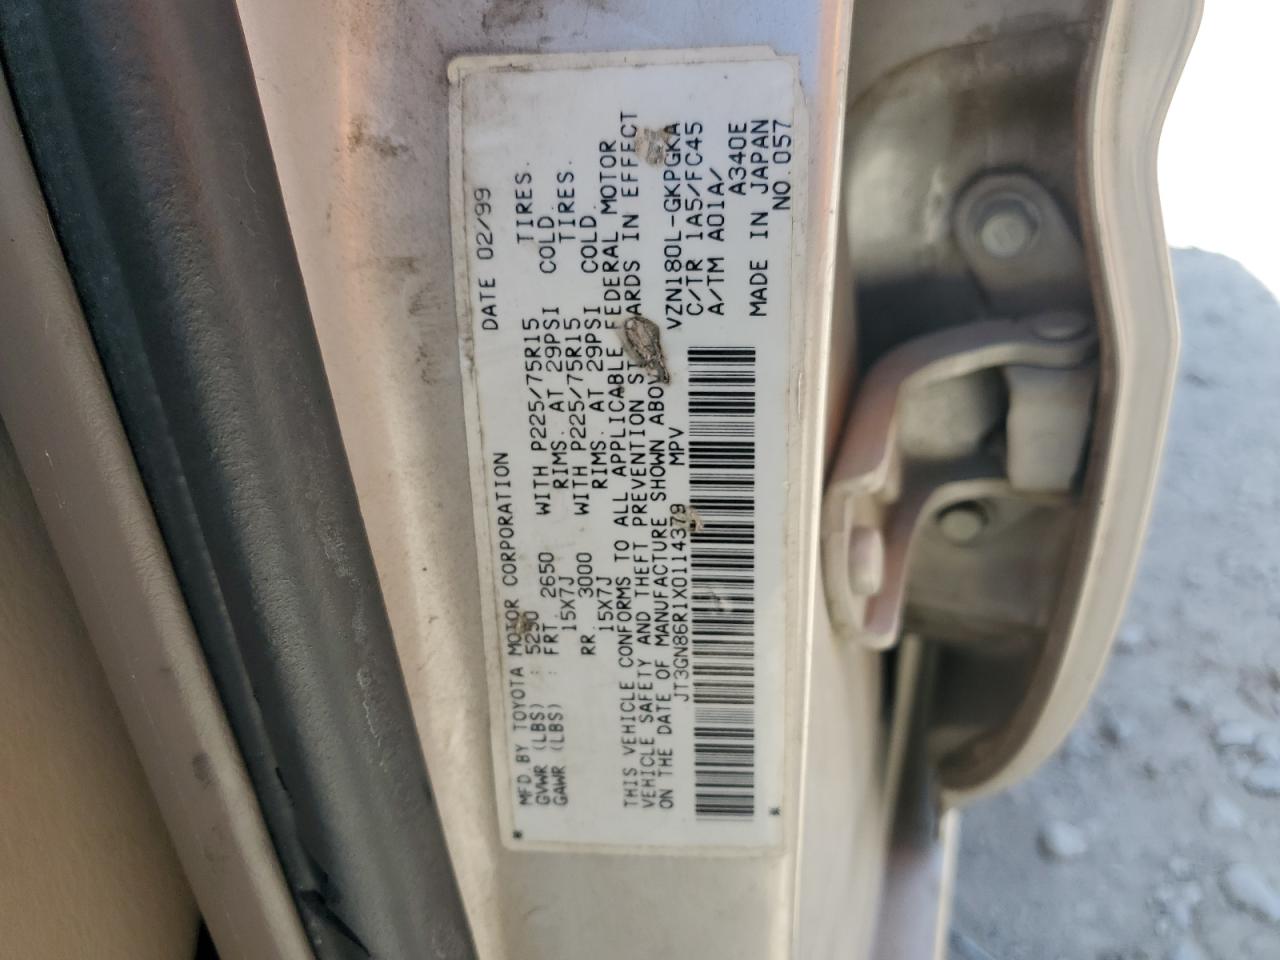 MFD.BY TOYOTA MOTOR CORPORATION DATE 02/99
GVWR (LBS) : 5250
GAWR (LBS) : FRT. 2650 WITH P225/75R15 TIRES.
15X7J RIMS. AT 29PSI COLD.
RR. 3000 WITH P225/75R15 TIRES.
15X7J RIMS. AT 29PSI COLD.
THIS VEHICLE CONFORMS TO ALL APPLICABLE FEDERAL MOTOR
VEHICLE SAFETY AND THEFT PREVENTION STANDARDS IN EFFECT
ON THE DATE OF MANUFACTURE SHOWN ABOVE.
JT3GN86R1X0114379 MPV VZN180L-GKPGKA
C/TR 1A5/FC45
A/TM A01A/
A340E
MADE IN JAPAN
NO.057